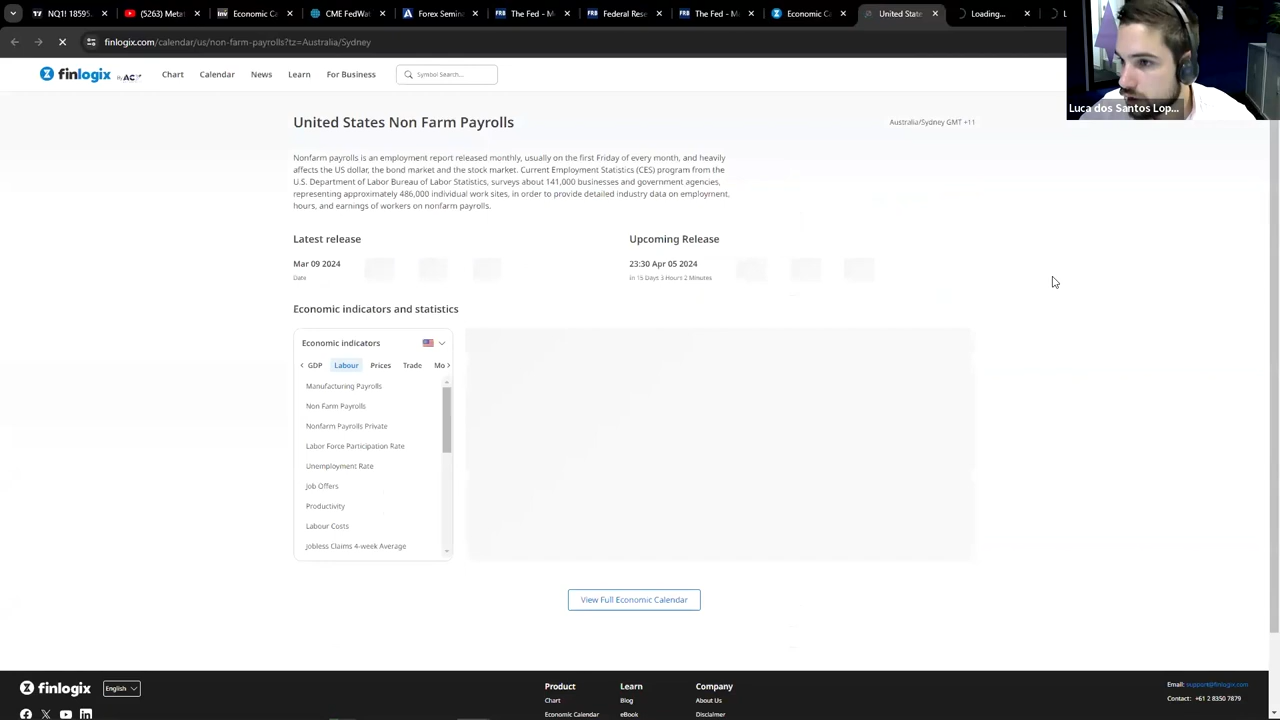 NQ1! 1859
(5263) Meta
Economic C
CME FedWat
Forex Semin
The Fed - M
Federal Rese
The Fed - M
Economic C
United State
Loading...
finlogix.com/calendar/us/non-farm-payrolls?tz=Australia/Sydney
finlogix By ACY
Chart
Calendar
News
Learn
For Business
Symbol Search...
Luca dos Santos Lop...
United States Non Farm Payrolls
Australia/Sydney GMT +11
Nonfarm payrolls is an employment report released monthly, usually on the first Friday of every month, and heavily
affects the US dollar, the bond market and the stock market. Current Employment Statistics (CES) program from the
U.S. Department of Labor Bureau of Labor Statistics, surveys about 141,000 businesses and government agencies,
representing approximately 486,000 individual work sites, in order to provide detailed industry data on employment,
hours, and earnings of workers on nonfarm payrolls.
Latest release
Upcoming Release
Mar 09 2024
23:30 Apr 05 2024
Date
In 15 Days 3 Hours 2 Minutes
Economic indicators and statistics
Economic indicators
GDP
Labour
Prices
Trade
Mo
Manufacturing Payrolls
Non Farm Payrolls
Nonfarm Payrolls Private
Labor Force Participation Rate
Unemployment Rate
Job Offers
Productivity
Labour Costs
Jobless Claims 4-week Average
View Full Economic Calendar
finlogix
English
Product
Learn
Company
Email: support@finlogix.com
Chart
Blog
About Us
Contact: +61 2 8350 7879
Economic Calendar
eBook
Disclaimer